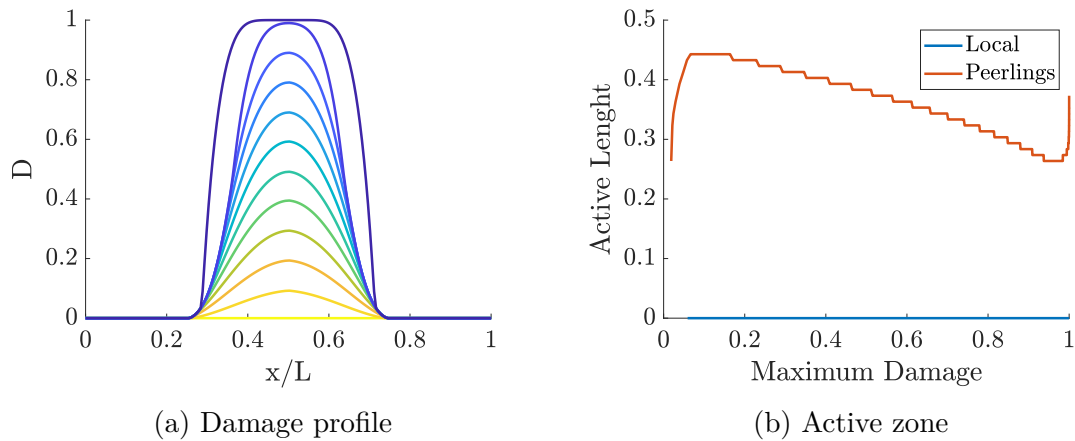 1
0.8
0.6
0.4
0.2
0
D
0 0.2 0.4 0.6 0.8 1
x/L
(a) Damage profile
0.5
0.4
0.3
0.2
0.1
0
Active Lenght
Local
Peerlings
0 0.2 0.4 0.6 0.8 1
Maximum Damage
(b) Active zone